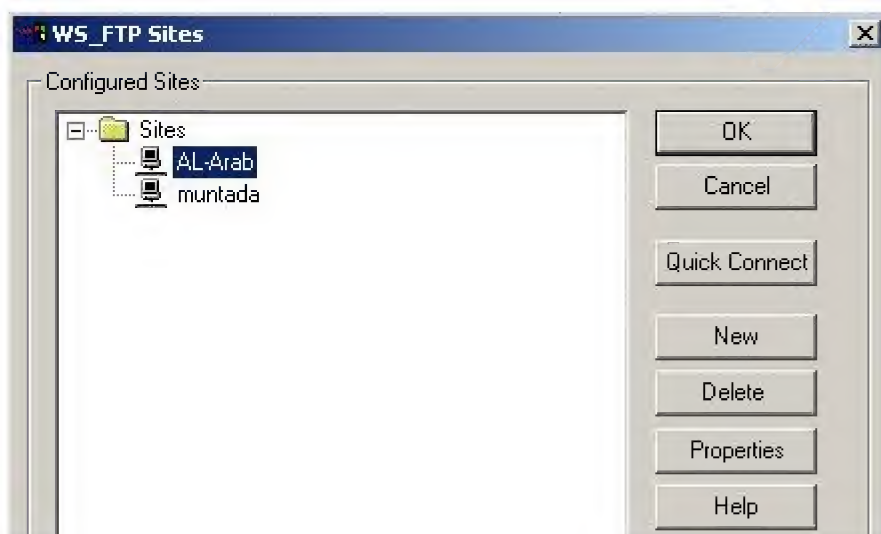 WS_FTP Sites
Configured Sites
Sites
AL-Arab
muntada
OK
Cancel
Quick Connect
New
Delete
Properties
Help